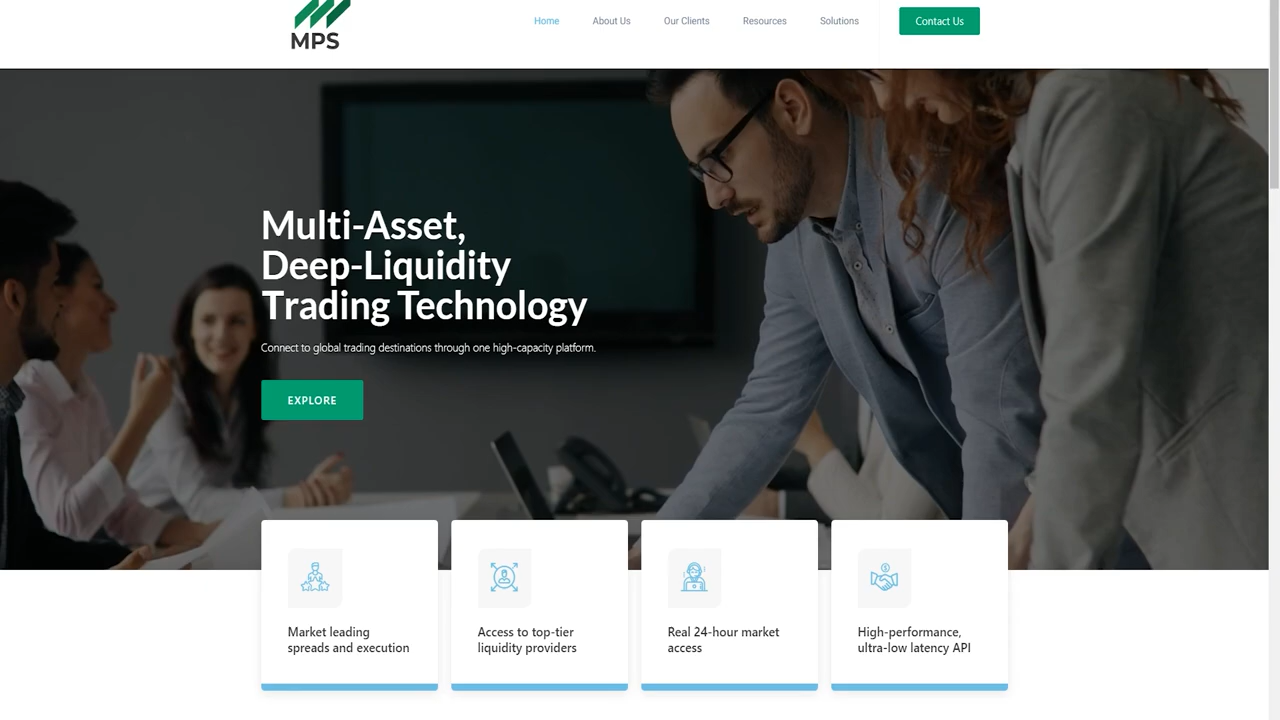 MPS
Home
About Us
Our Clients
Resources
Solutions
Contact Us
Multi-Asset,
Deep-Liquidity
Trading Technology
Connect to global trading destinations through one high-capacity platform.
EXPLORE
Market leading
spreads and execution
Access to top-tier
liquidity providers
Real 24-hour market
access
High-performance,
ultra-low latency API